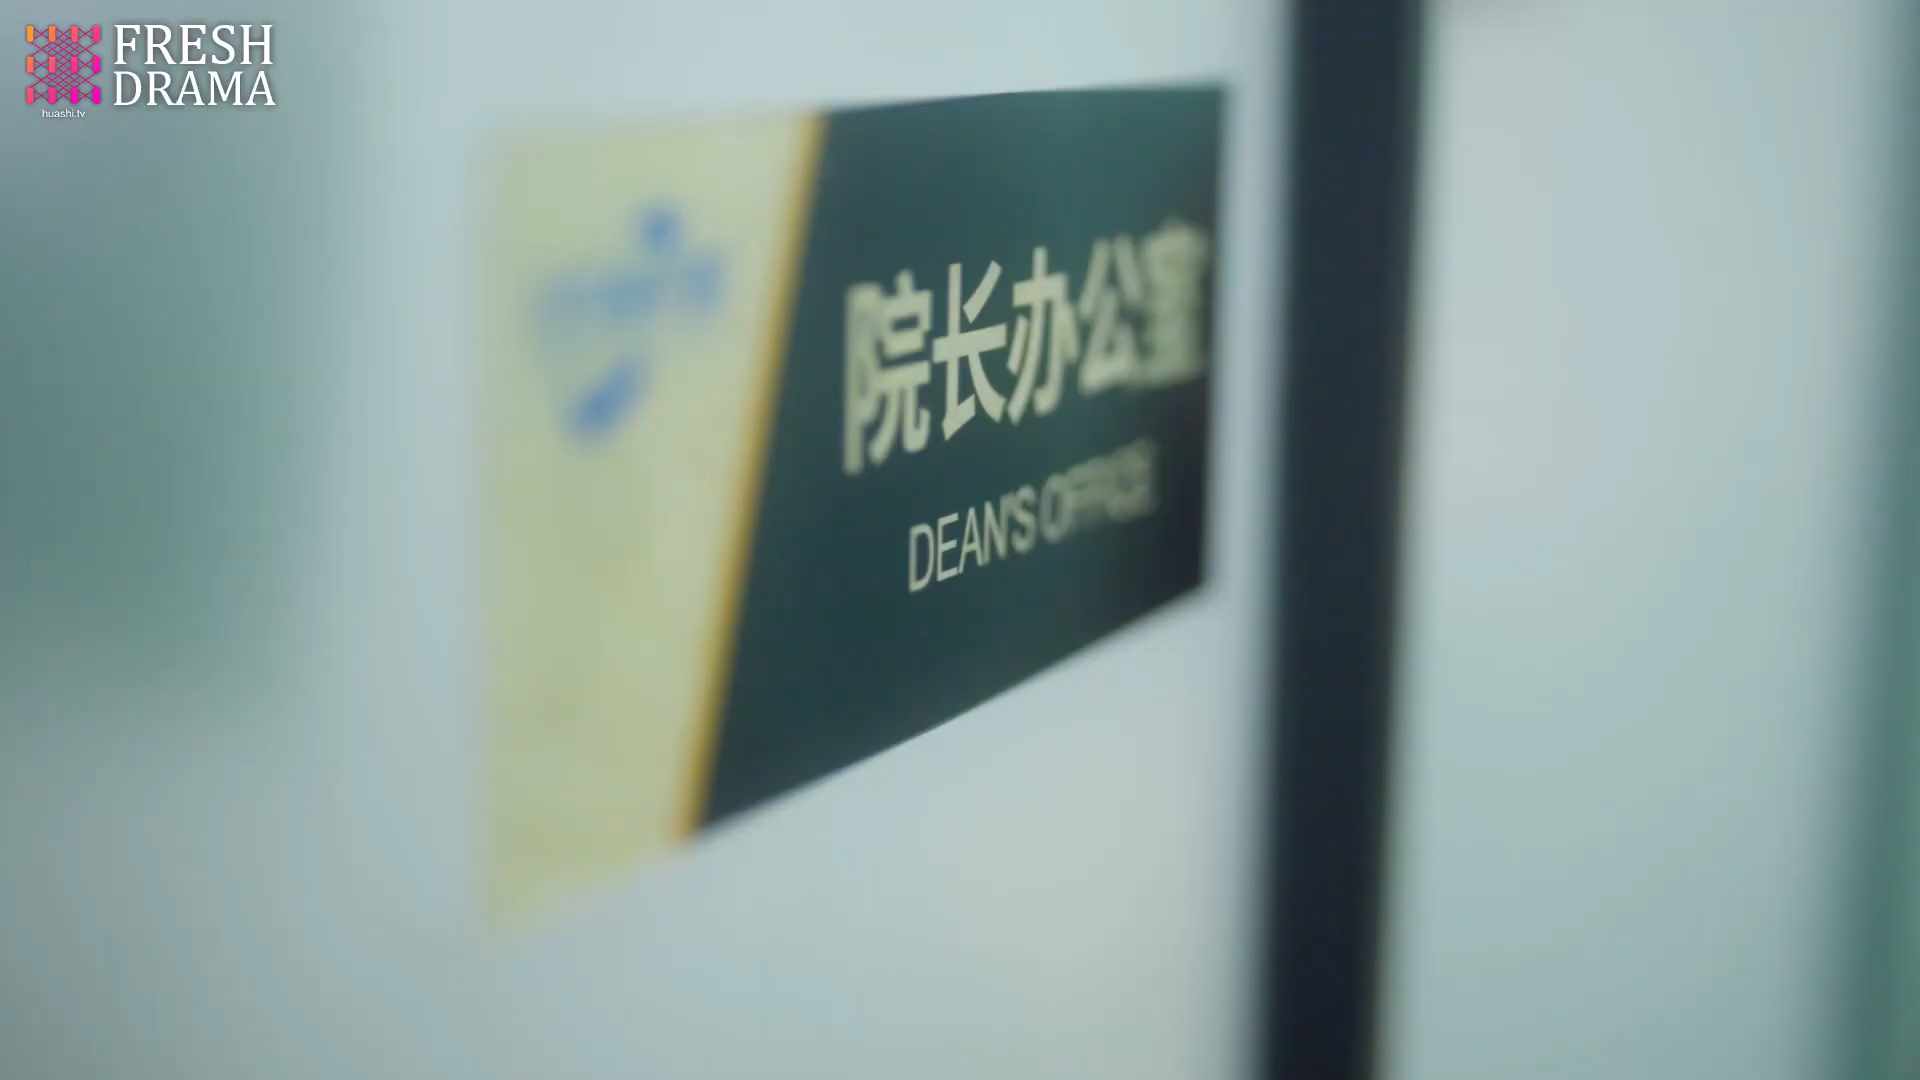 FRESH
DRAMA
huashi.tv
院长办公室
DEAN'S OFFICE